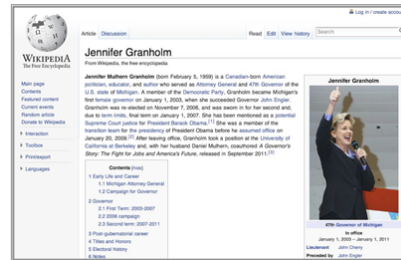 Log in / create account
WIKIPEDIA
The Free Encyclopedia
Article Discussion
Read Edit View history
Search
Jennifer Granholm
From Wikipedia, the free encyclopedia
Main page
Contents
Featured content
Current events
Random article
Donate to Wikipedia
Interaction
Toolbox
Print/export
Languages
Jennifer Mulhern Granholm (born February 5, 1959) is a Canadian-born American
politician, educator, and author who served as Attorney General and 47th Governor of the
U.S. state of Michigan. A member of the Democratic Party, Granholm became Michigan's
first female governor on January 1, 2003, when she succeeded Governor John Engler.
Granholm was re-elected on November 7, 2006, and was sworn in for her second and,
due to term limits, final term on January 1, 2007. She has been mentioned as a potential
Supreme Court justice for President Barack Obama.[1] She was a member of the
transition team for the presidency of President Obama before he assumed office on
January 20, 2009.[2] After leaving office, Granholm took a position at the University of
California at Berkeley and, with her husband Daniel Mulhern, coauthored A Governor's
Story: The Fight for Jobs and America's Future, released in September 2011.[3]
Contents [hide]
1 Early Life and Career
1.1 Michigan Attorney General
1.2 Campaign for Governor
2 Governor
2.1 First Term: 2003-2007
2.2 2006 campaign
2.3 Second term: 2007-2011
3 Post-gubernatorial career
4 Titles and Honors
5 Electoral history
6 Notes
Jennifer Granholm
47th Governor of Michigan
In office
January 1, 2003 – January 1, 2011
Lieutenant John Cherry
Preceded by John Engler